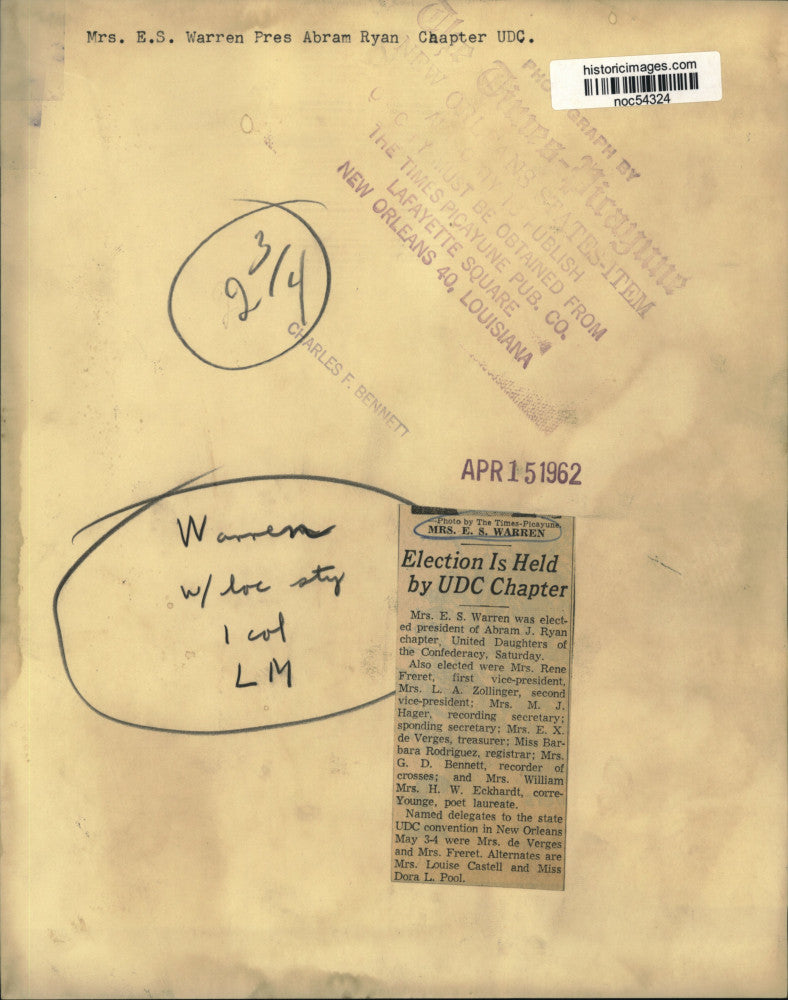 Mrs. E.S. Warren Pres Abram Ryan Chapter UDC.
historicimages.com
noc54324
PHOTOGRAPH BY
The Times-Picayune
NEW ORLEANS STATES-ITEM
MUST BE OBTAINED FROM
THE TIMES PICAYUNE PUB. CO.
LAFAYETTE SQUARE
NEW ORLEANS 40, LOUISIANA
2 3/4
CHARLES F. BENNETT
APR 15 1962
Warren
w/ loc sty
1 col
LM
—Photo by The Times-Picayune
MRS. E. S. WARREN
Election Is Held
by UDC Chapter
Mrs. E. S. Warren was elect-
ed president of Abram J. Ryan
chapter, United Daughters of
the Confederacy, Saturday.
Also elected were Mrs. Rene
Freret, first vice-president,
Mrs. L. A. Zollinger, second
vice-president; Mrs. M. J.
Hager, recording secretary;
sponding secretary; Mrs. E. X.
de Verges, treasurer; Miss Bar-
bara Rodriguez, registrar; Mrs.
G. D. Bennett, recorder of
crosses; and Mrs. William
Mrs. H. W. Eckhardt, corre-
Younge, poet laureate.
Named delegates to the state
UDC convention in New Orleans
May 3-4 were Mrs. de Verges
and Mrs. Freret. Alternates are
Mrs. Louise Castell and Miss
Dora L. Pool.